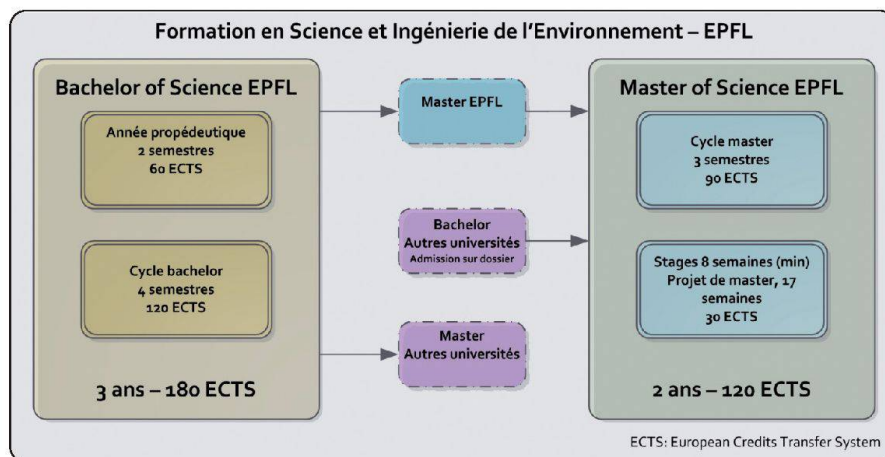 Formation en Science et Ingénierie de l'Environnement – EPFL
Bachelor of Science EPFL
Année propédeutique
2 semestres
60 ECTS
Cycle bachelor
4 semestres
120 ECTS
3 ans – 180 ECTS
Master EPFL
Bachelor
Autres universités
Admission sur dossier
Master
Autres universités
Master of Science EPFL
Cycle master
3 semestres
90 ECTS
Stages 8 semaines (min)
Projet de master, 17
semaines
30 ECTS
2 ans – 120 ECTS
ECTS: European Credits Transfer System